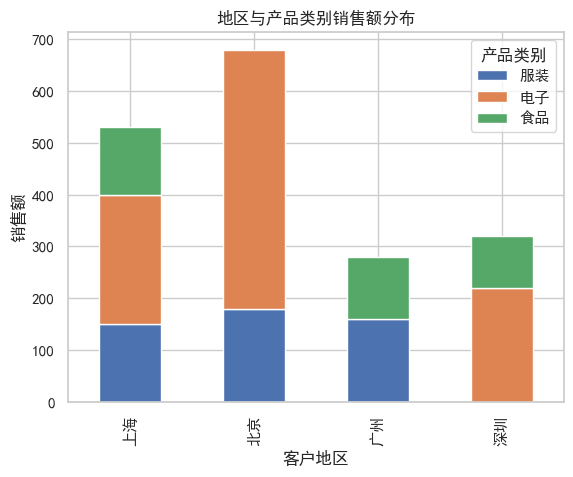 地区与产品类别销售额分布
700
600
500
400
300
200
100
0
销售额
产品类别
服装
电子
食品
上海
北京
广州
深圳
客户地区